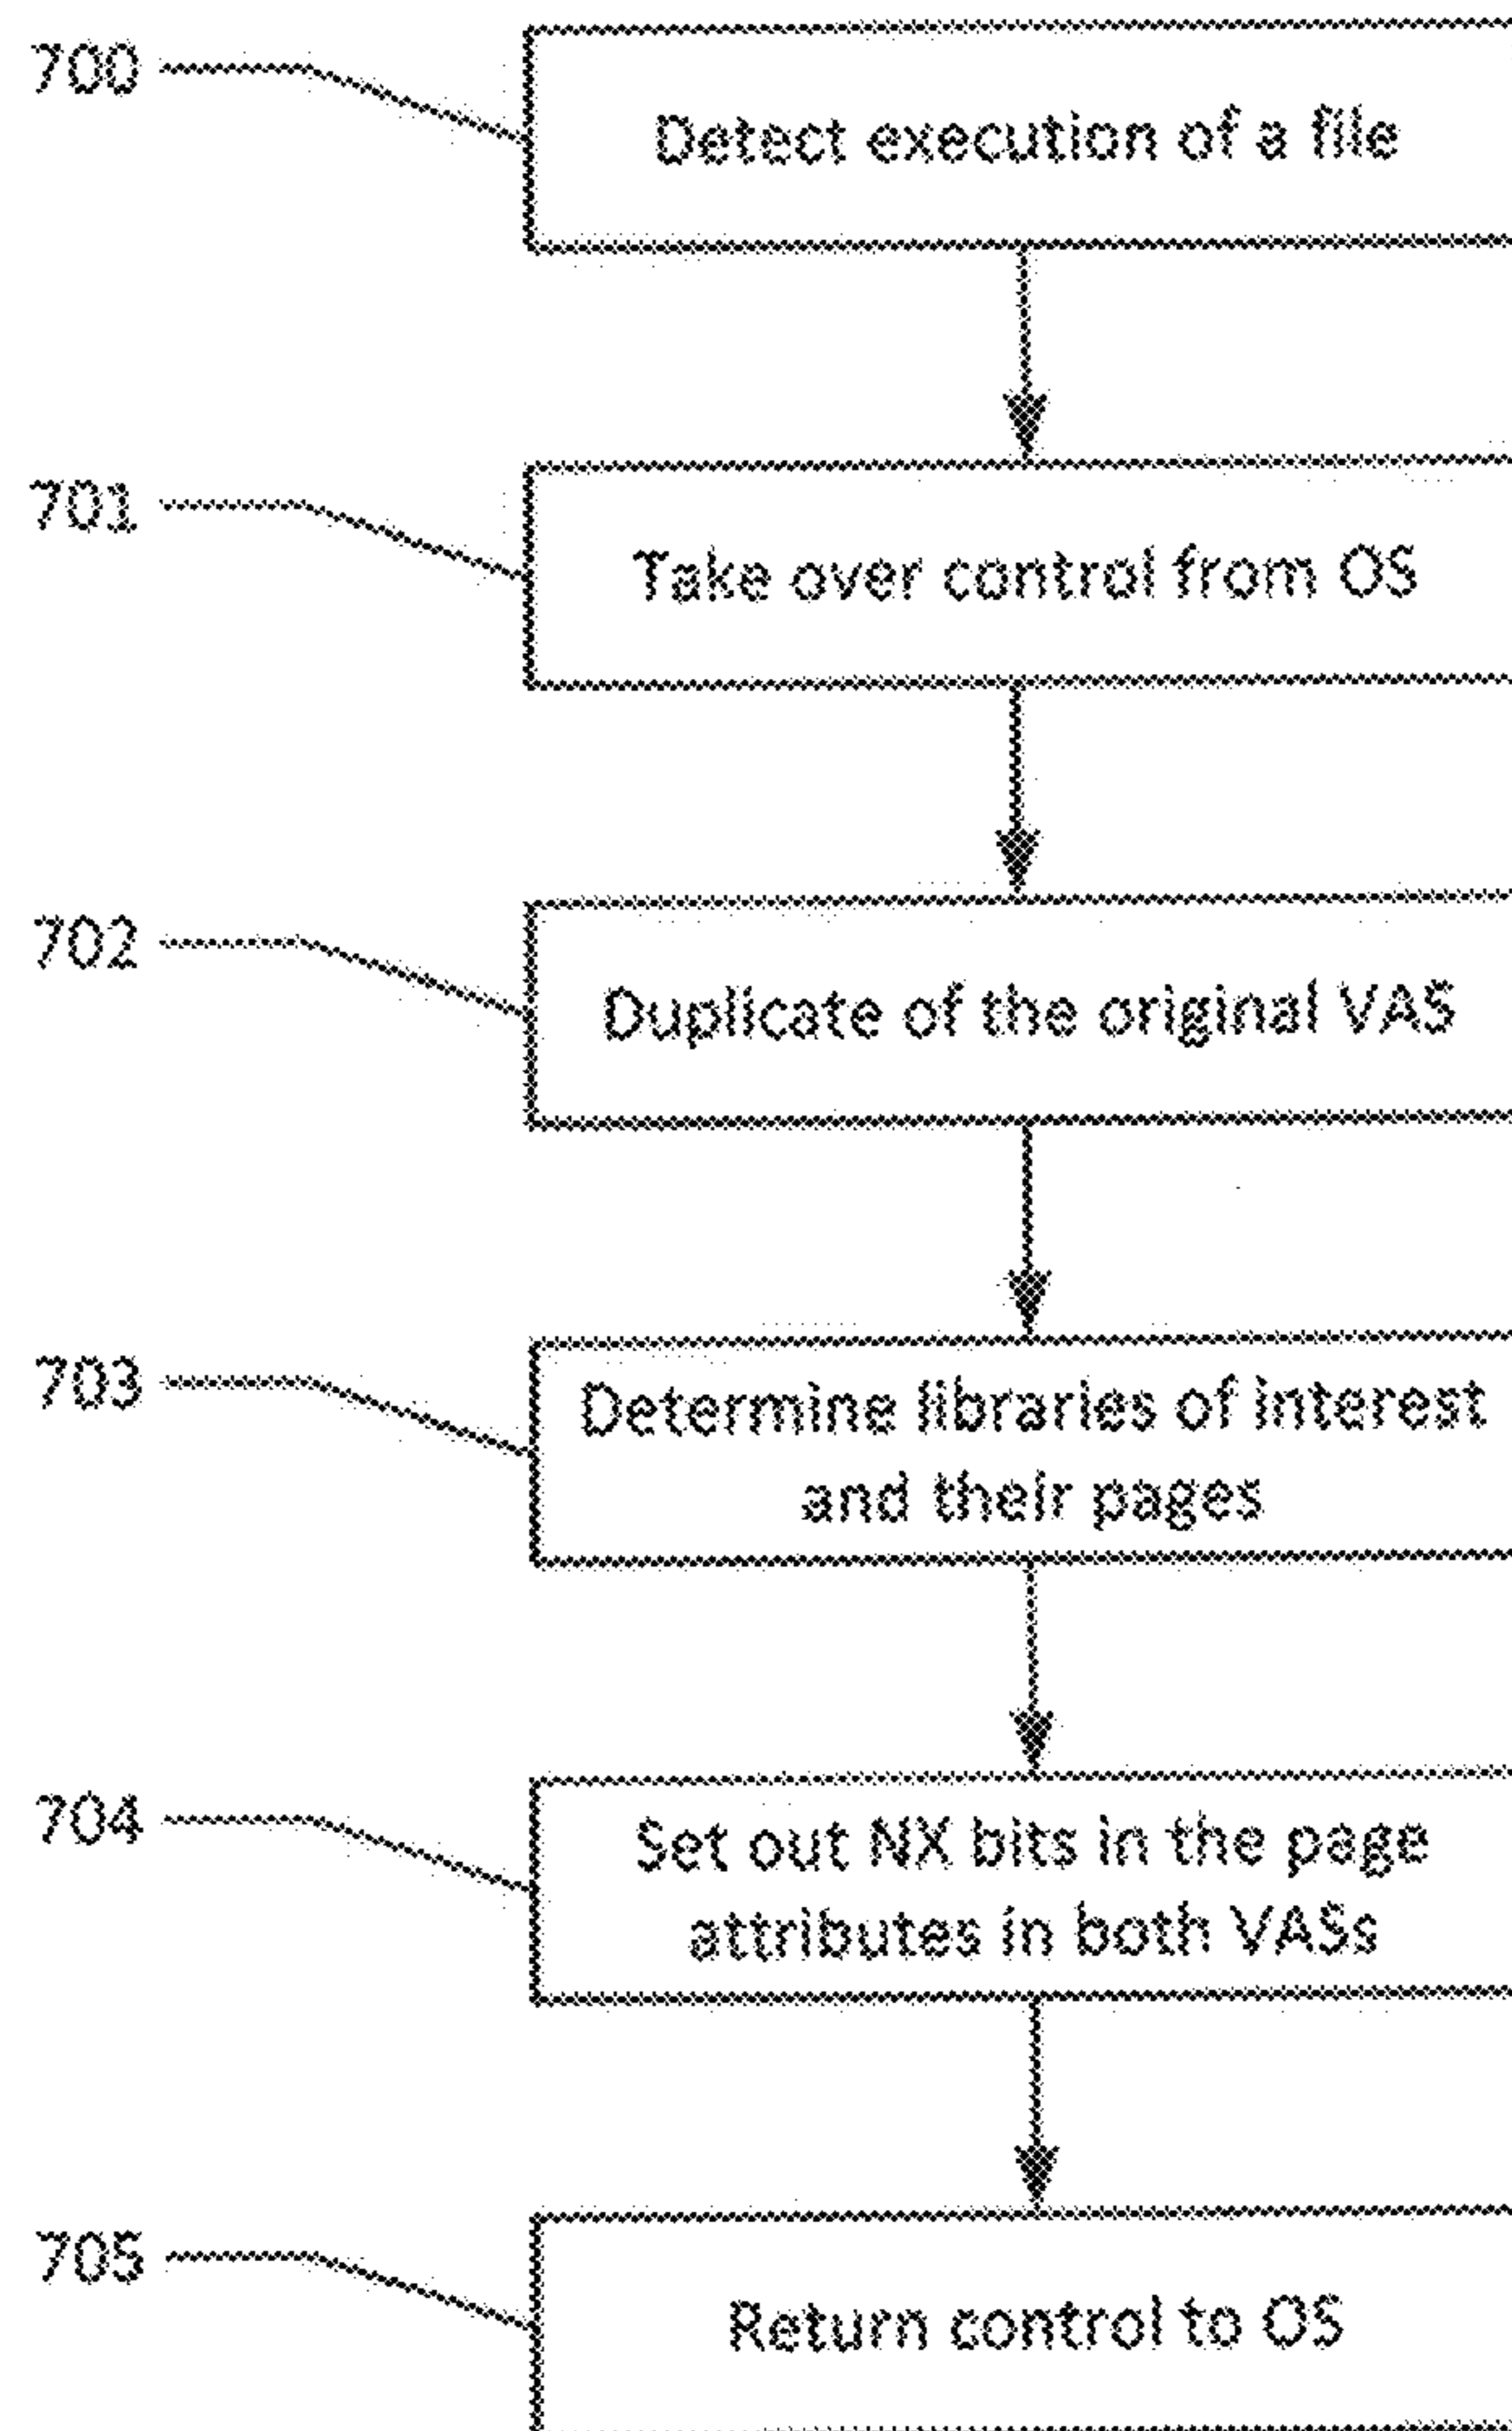 700
Detect execution of a file
701
Take over control from OS
702
Duplicate of the original VAS
703
Determine libraries of interest
and their pages
704
Set out NX bits in the page
attributes in both VASs
705
Return control to OS